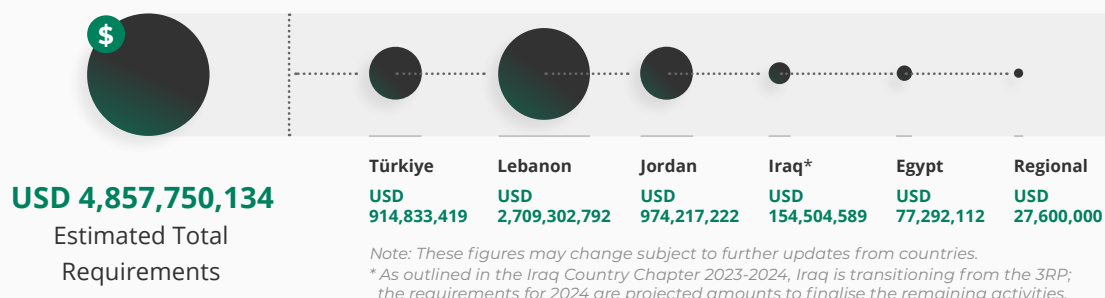 $
USD 4,857,750,134
Estimated Total
Requirements
Türkiye
USD
914,833,419
Lebanon
USD
2,709,302,792
Jordan
USD
974,217,222
Iraq*
USD
154,504,589
Egypt
USD
77,292,112
Regional
USD
27,600,000
Note: These figures may change subject to further updates from countries.
* As outlined in the Iraq Country Chapter 2023-2024, Iraq is transitioning from the 3RP;
the requirements for 2024 are projected amounts to finalise the remaining activities.